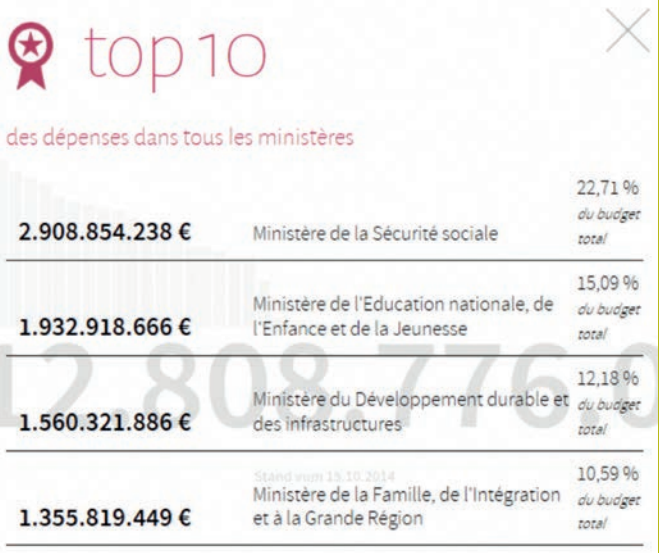 top 10
des dépenses dans tous les ministères
22,71 %
du budget
2.908.854.238 €
Ministère de la Sécurité sociale
total
15,09 %
Ministère de l'Education nationale, de
du budget
1.932.918.666 €
l'Enfance et de la Jeunesse
total
12.808.776.0
12,18 %
Ministère du Développement durable et
du budget
1.560.321.886 €
des infrastructures
total
Stand vum 15.10.2014
10,59 %
Ministère de la Famille, de l'Intégration
du budget
1.355.819.449 €
et à la Grande Région
total